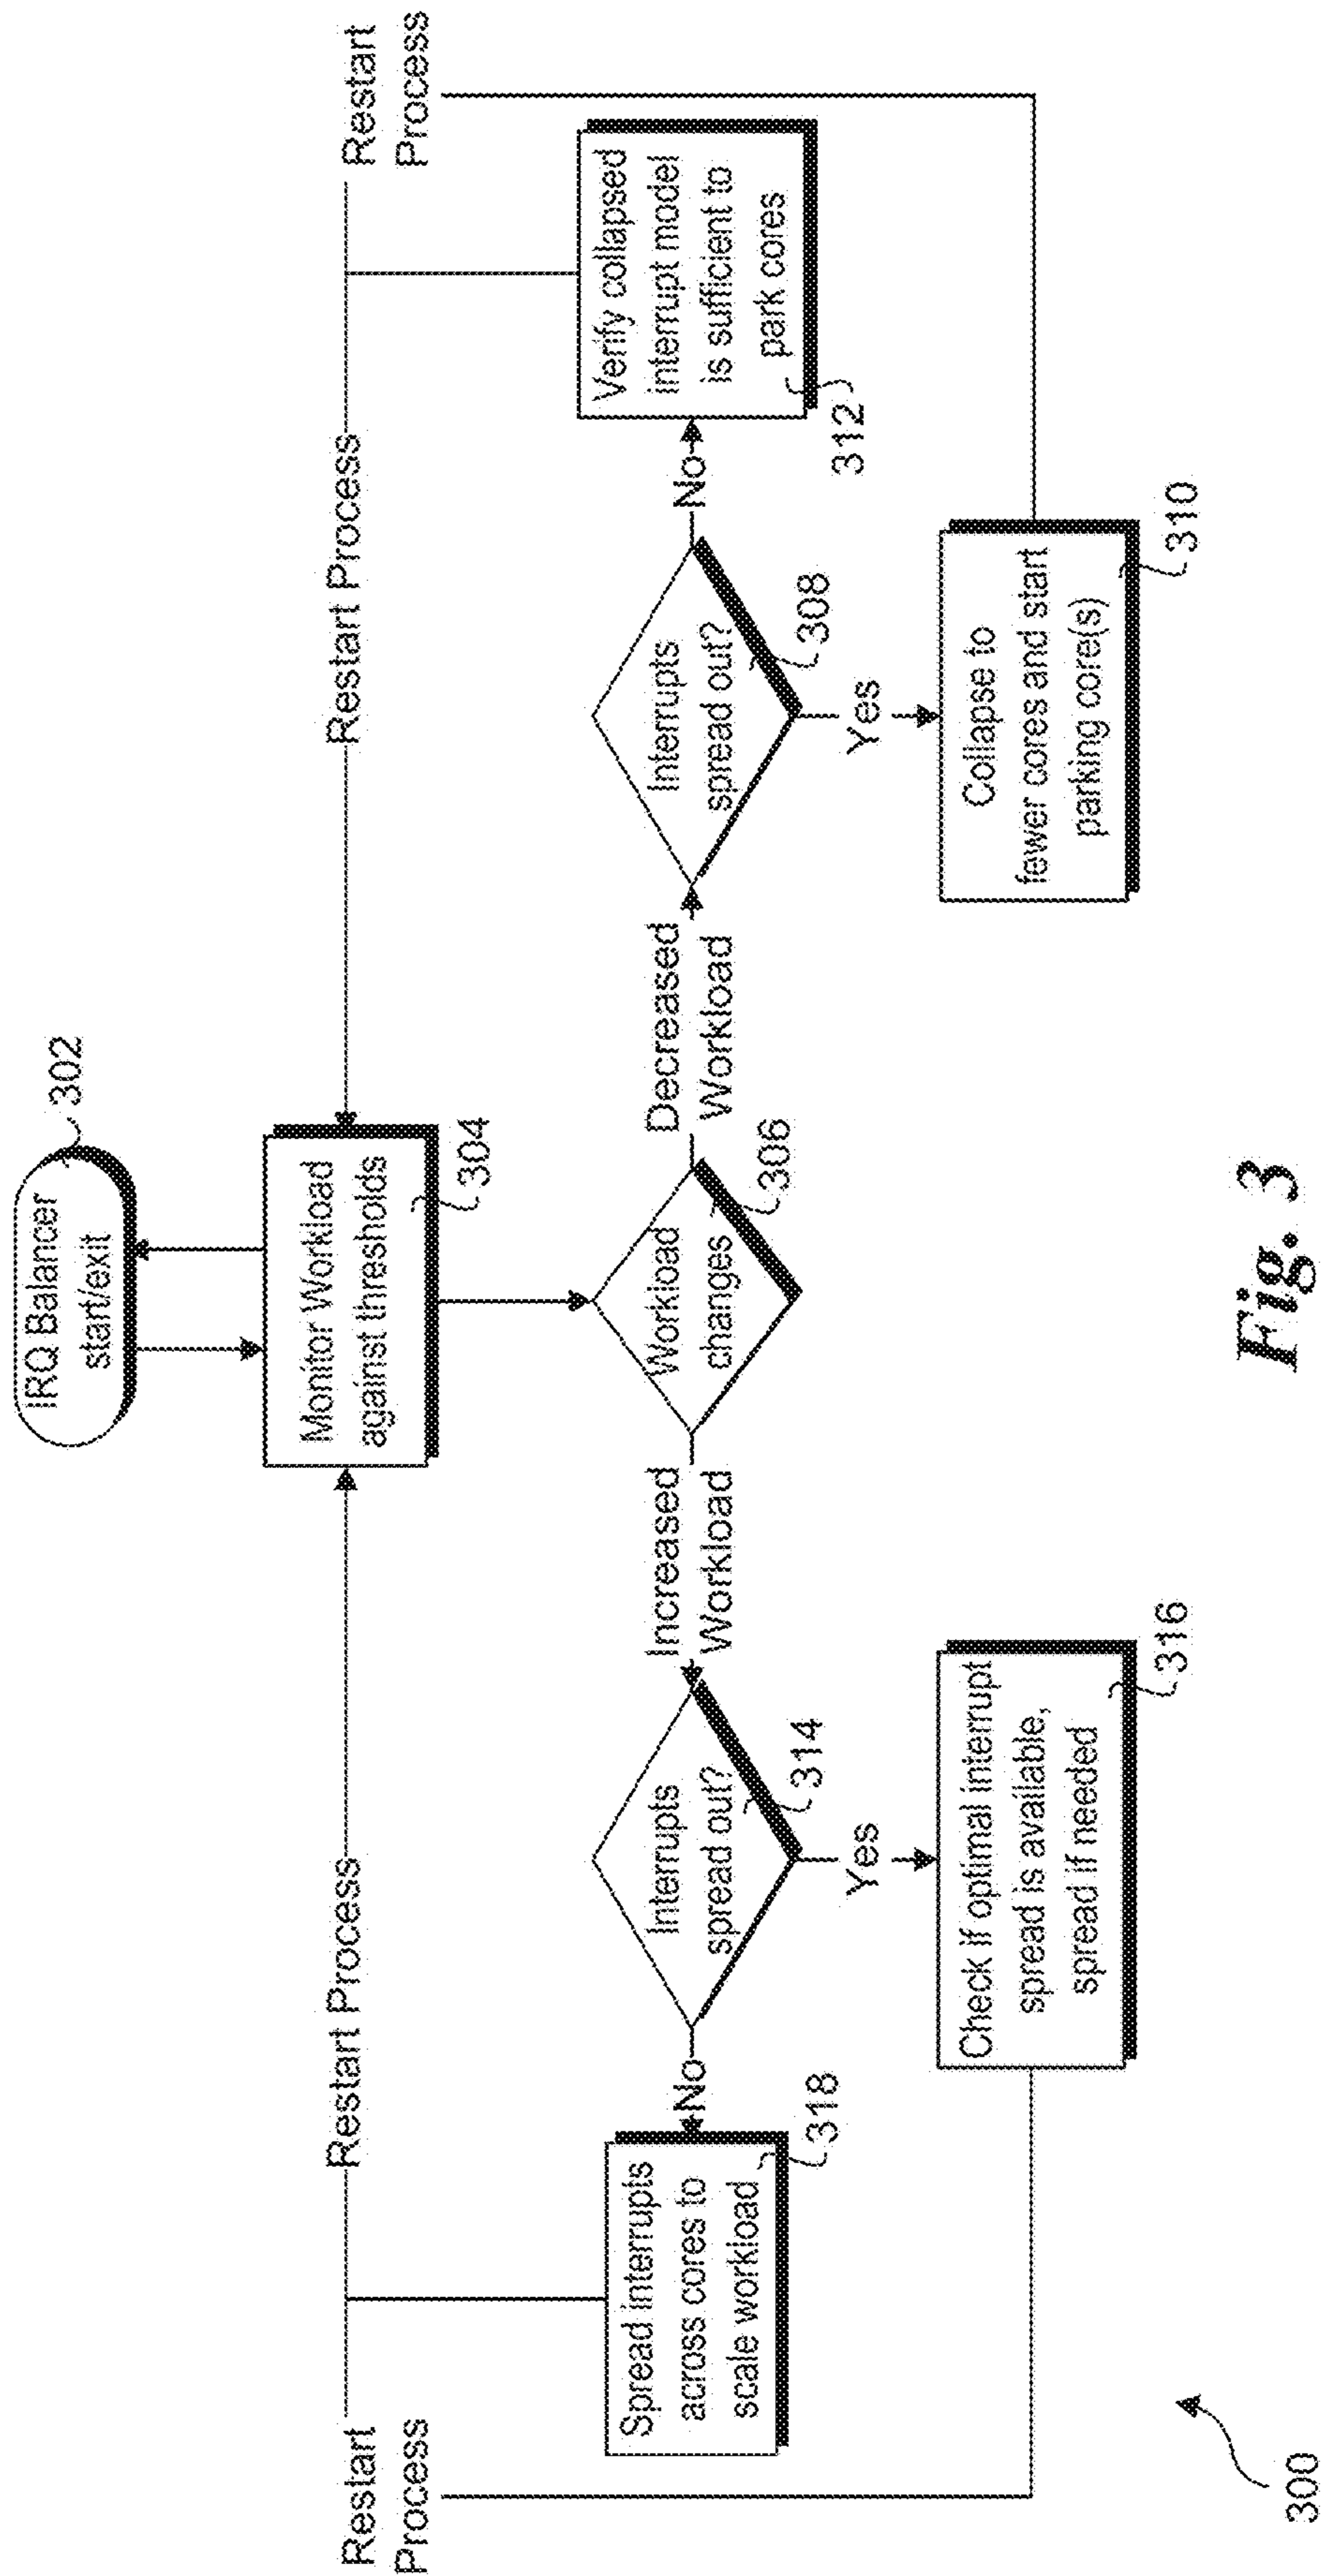 IRQ Balancer
start/exit
302
Restart Process
Restart Process
Monitor Workload
against thresholds
304
Restart
Process
Restart
Process
Spread interrupts
across cores to
scale workload
318
No
Interrupts
spread out?
314
Increased
Workload
Workload
changes
306
Decreased
Workload
Interrupts
spread out?
308
No
Verify collapsed
interrupt model
is sufficient to
park cores
312
Yes
Yes
Check if optimal interrupt
spread is available,
spread if needed
316
Collapse to
fewer cores and start
parking core(s)
310
300
Fig. 3